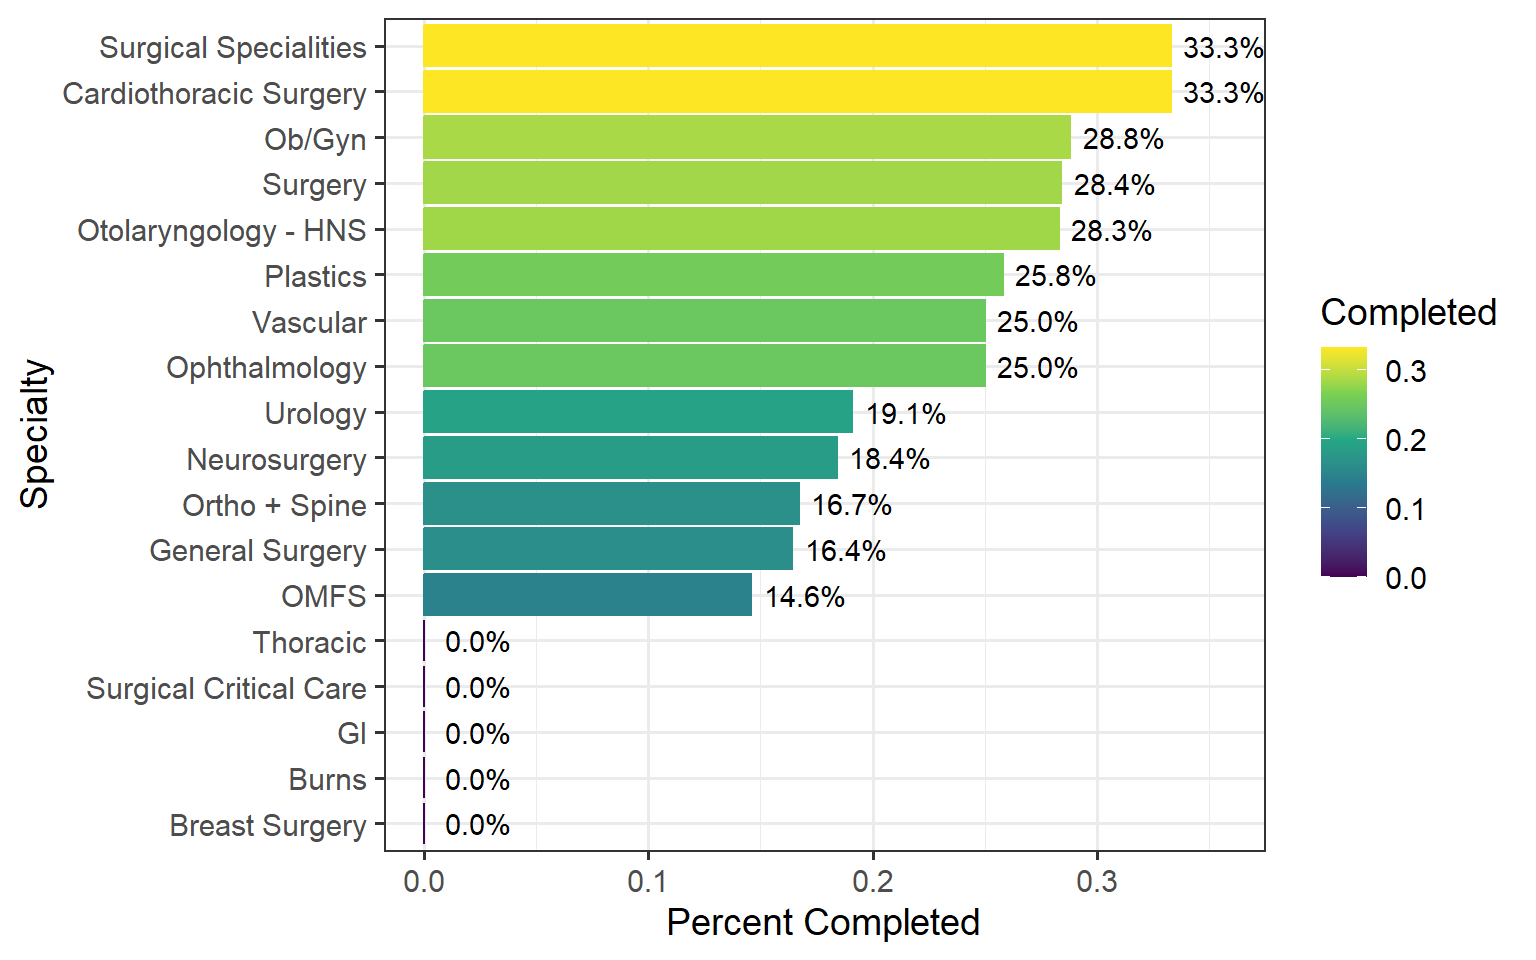 Surgical Specialities 33.3%
Cardiothoracic Surgery 33.3%
Ob/Gyn 28.8%
Surgery 28.4%
Otolaryngology - HNS 28.3%
Plastics 25.8%
Vascular 25.0%
Ophthalmology 25.0%
Urology 19.1%
Neurosurgery 18.4%
Ortho + Spine 16.7%
General Surgery 16.4%
OMFS 14.6%
Thoracic 0.0%
Surgical Critical Care 0.0%
GI 0.0%
Burns 0.0%
Breast Surgery 0.0%
Specialty
0.0 0.1 0.2 0.3
Percent Completed
Completed
0.3
0.2
0.1
0.0